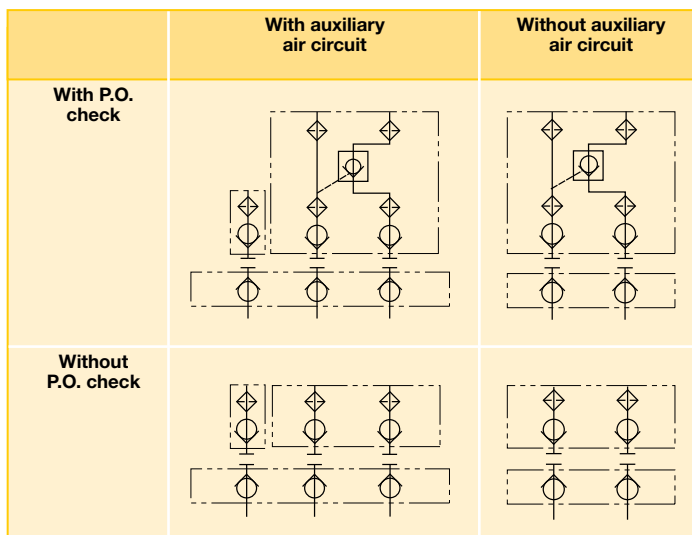 With auxiliary
air circuit
Without auxiliary
air circuit
With P.O.
check
Without
P.O. check